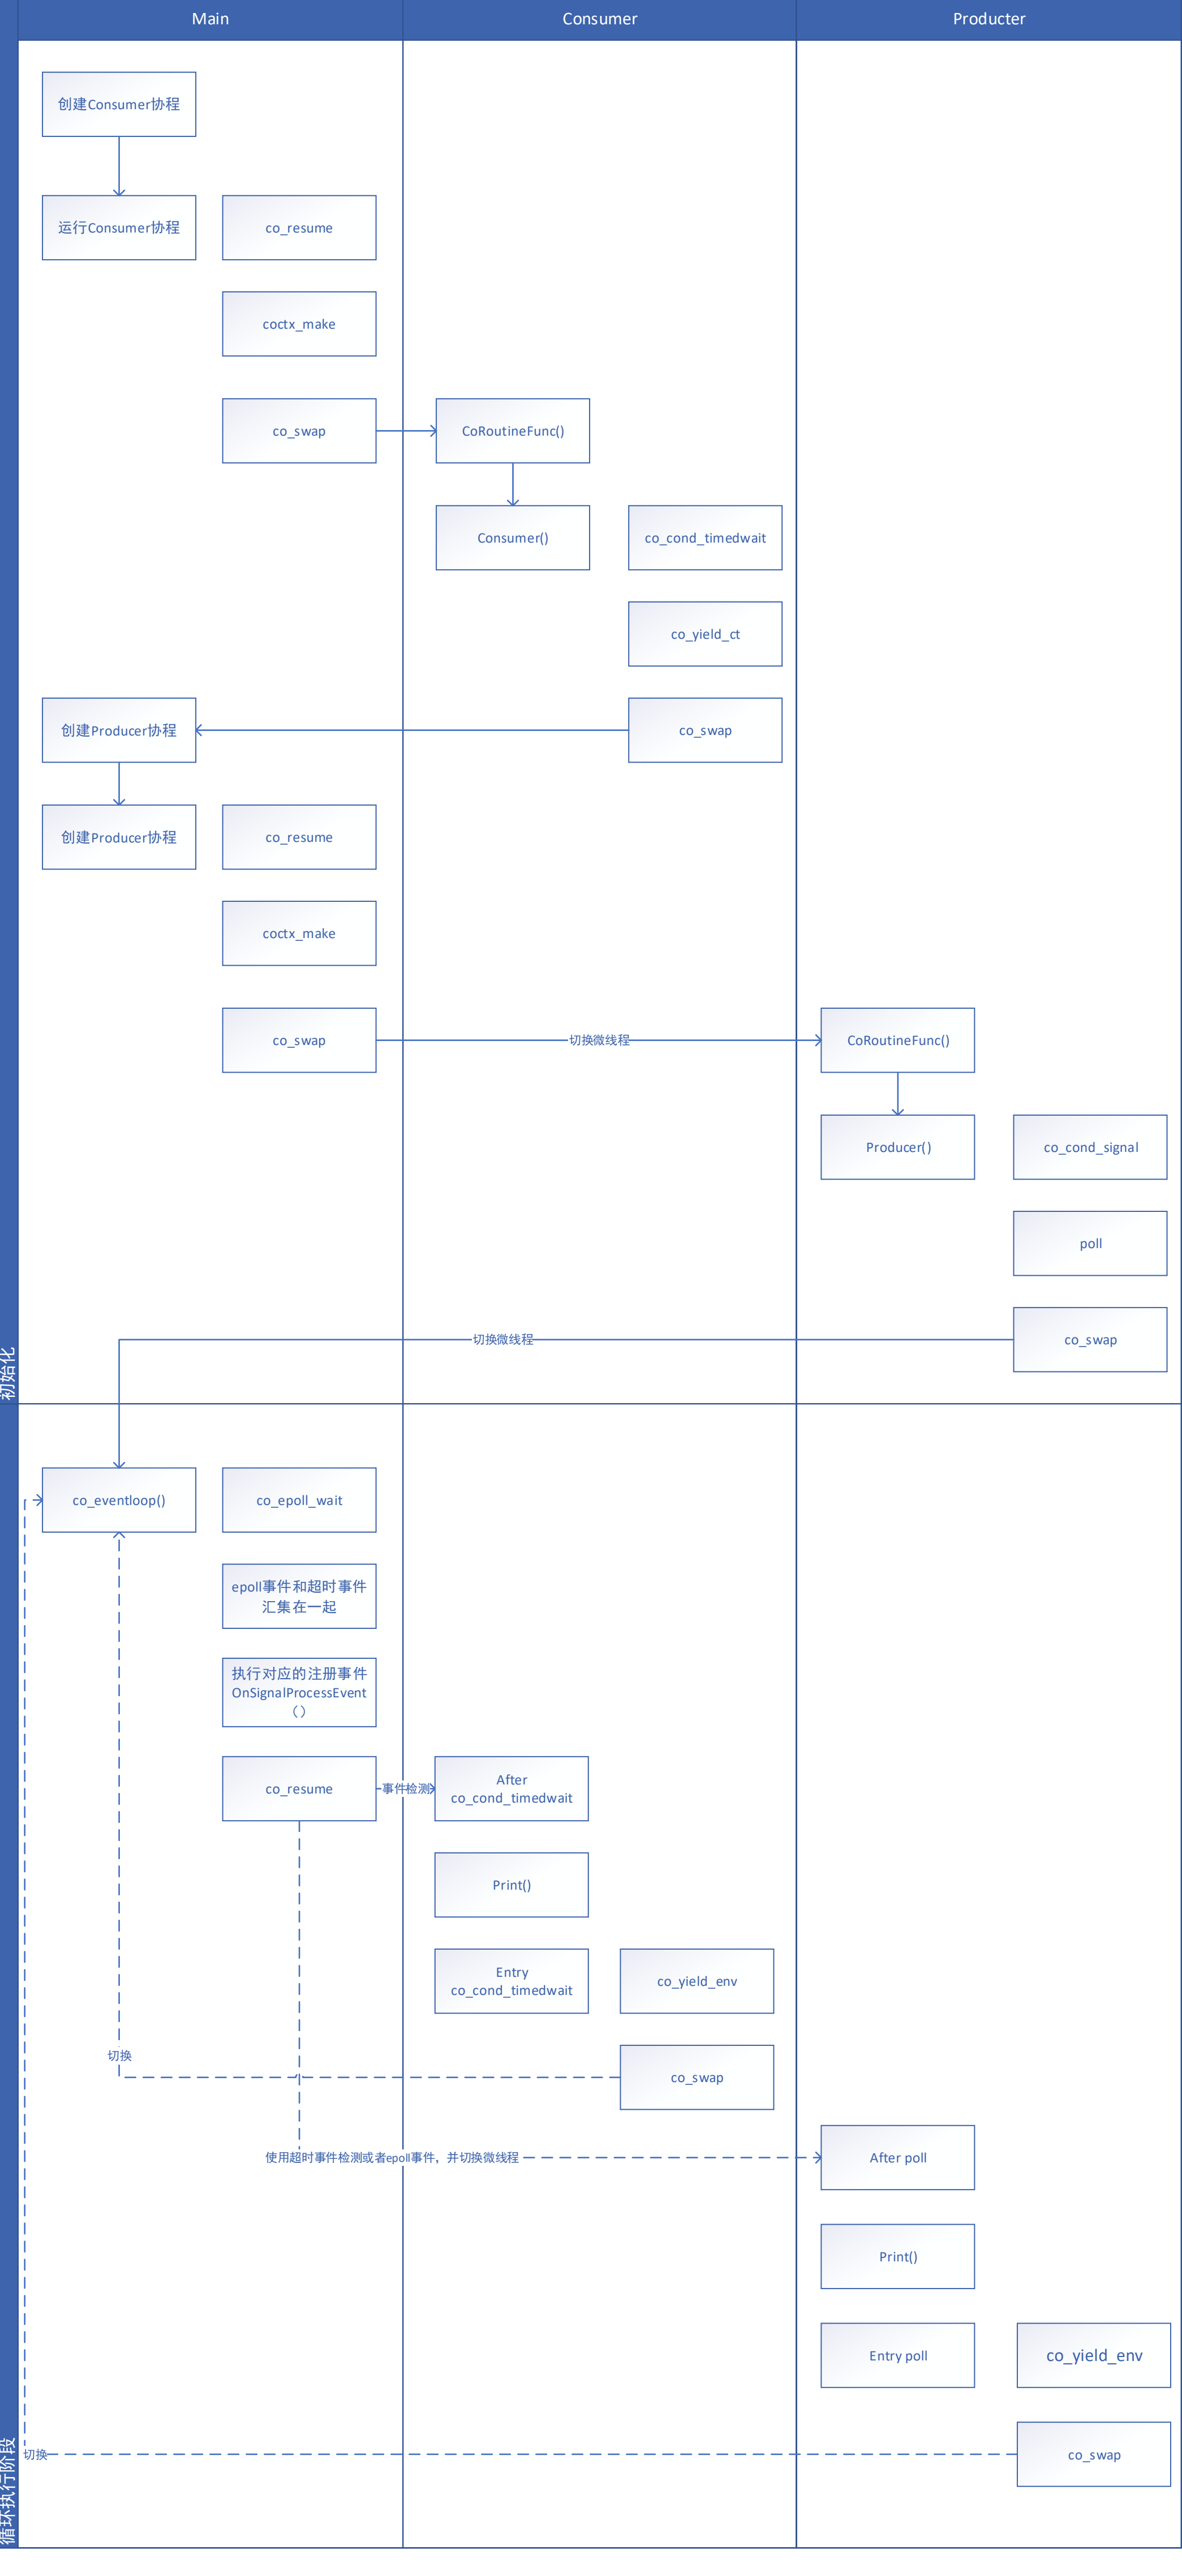 Main
Consumer
Producter
创建Consumer协程
运行Consumer协程
co_resume
coctx_make
co_swap
CoRoutineFunc()
Consumer()
co_cond_timedwait
co_yield_ct
创建Producer协程
co_swap
创建Producer协程
co_resume
coctx_make
co_swap
切换微线程
CoRoutineFunc()
Producer()
co_cond_signal
poll
切换微线程
co_swap
初始化
co_eventloop()
co_epoll_wait
epoll事件和超时事件
汇集在一起
执行对应的注册事件
OnSignalProcessEvent
（）
co_resume
事件检测
After
co_cond_timedwait
Print()
Entry
co_cond_timedwait
co_yield_env
切换
co_swap
使用超时事件检测或者epoll事件，并切换微线程
After poll
Print()
Entry poll
co_yield_env
切换
co_swap
循环执行阶段